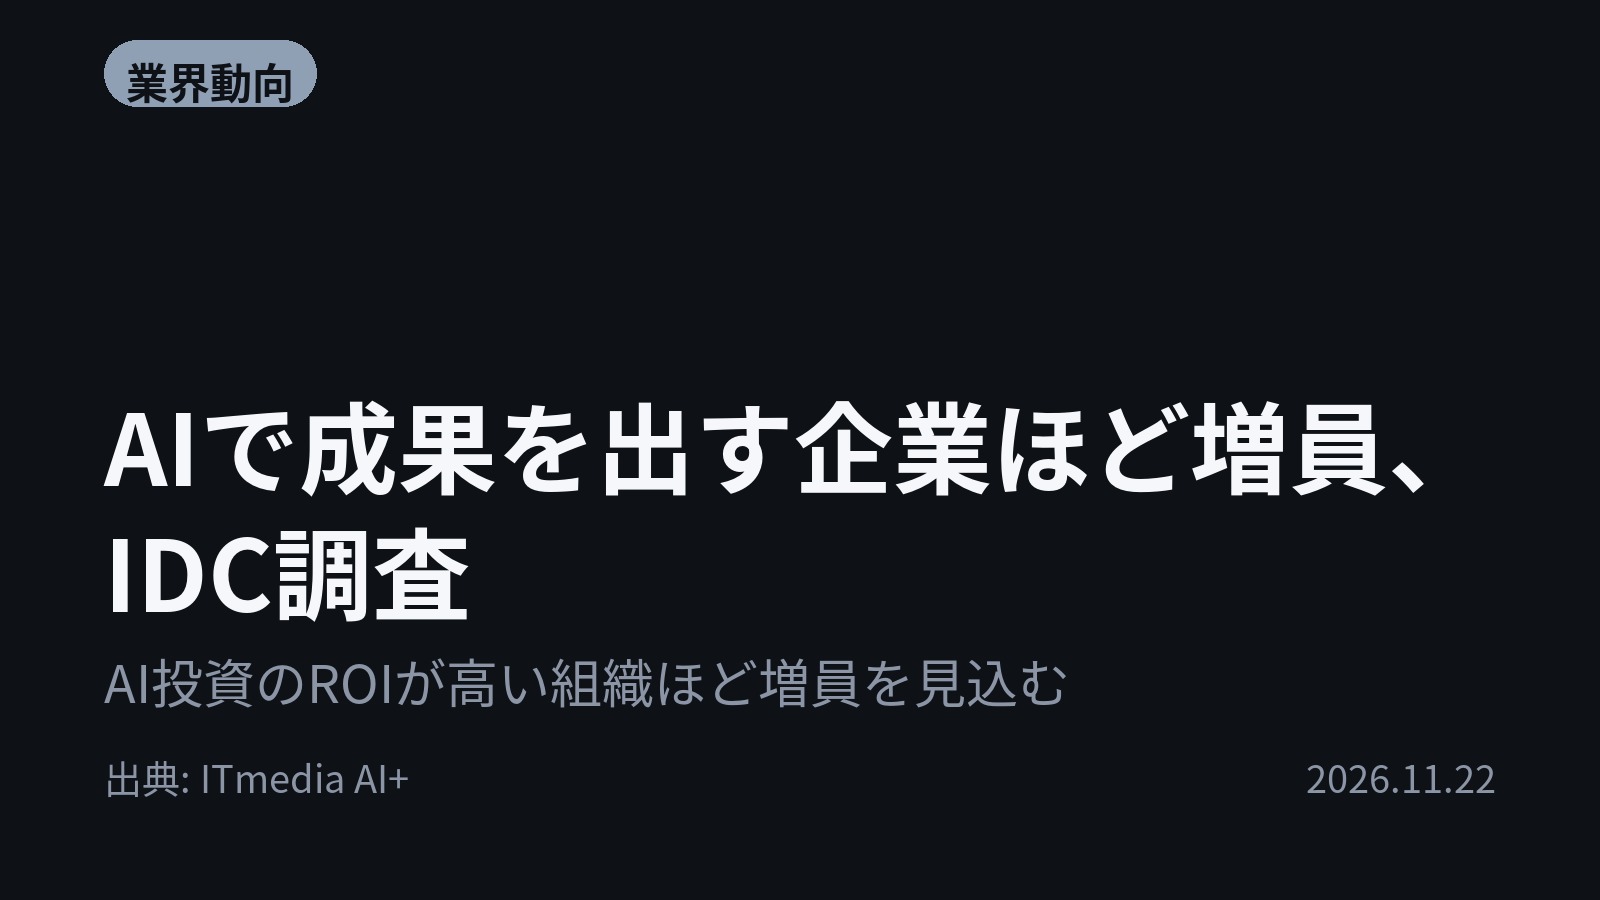 業界動向
AIで成果を出す企業ほど増員、
IDC調査
AI投資のROIが高い組織ほど増員を見込む
出典: ITmedia AI+
2026.11.22